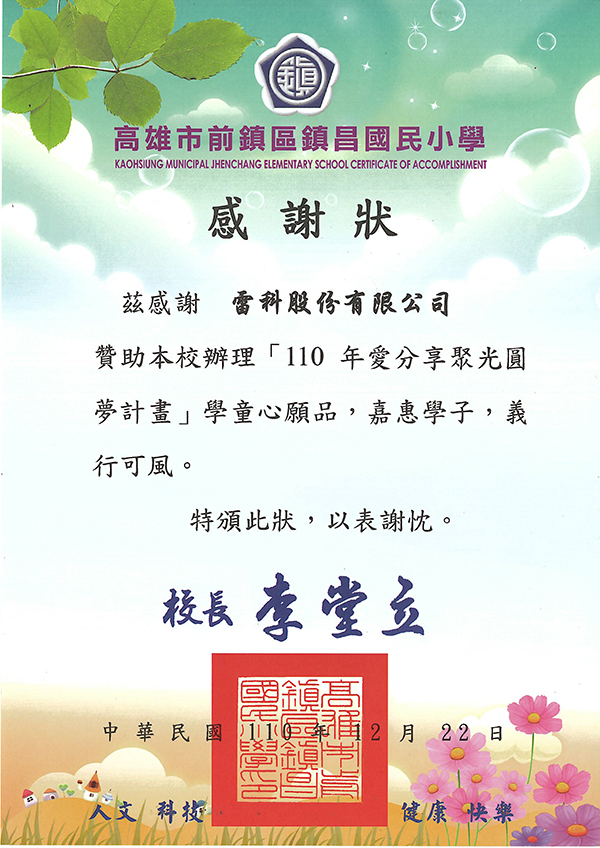 鎮
高雄市前鎮區鎮昌國民小學
KAOHSIUNG MUNICIPAL JHENCHANG ELEMENTARY SCHOOL CERTIFICATE OF ACCOMPLISHMENT
感謝狀
茲感謝 雷科股份有限公司
贊助本校辦理「110 年愛分享聚光圓
夢計畫」學童心願品,嘉惠學子,義
行可風。
特頒此狀,以表謝忱。
校長 李堂立
中華民國 110 年 12 月 22 日
人文 科技 健康 快樂